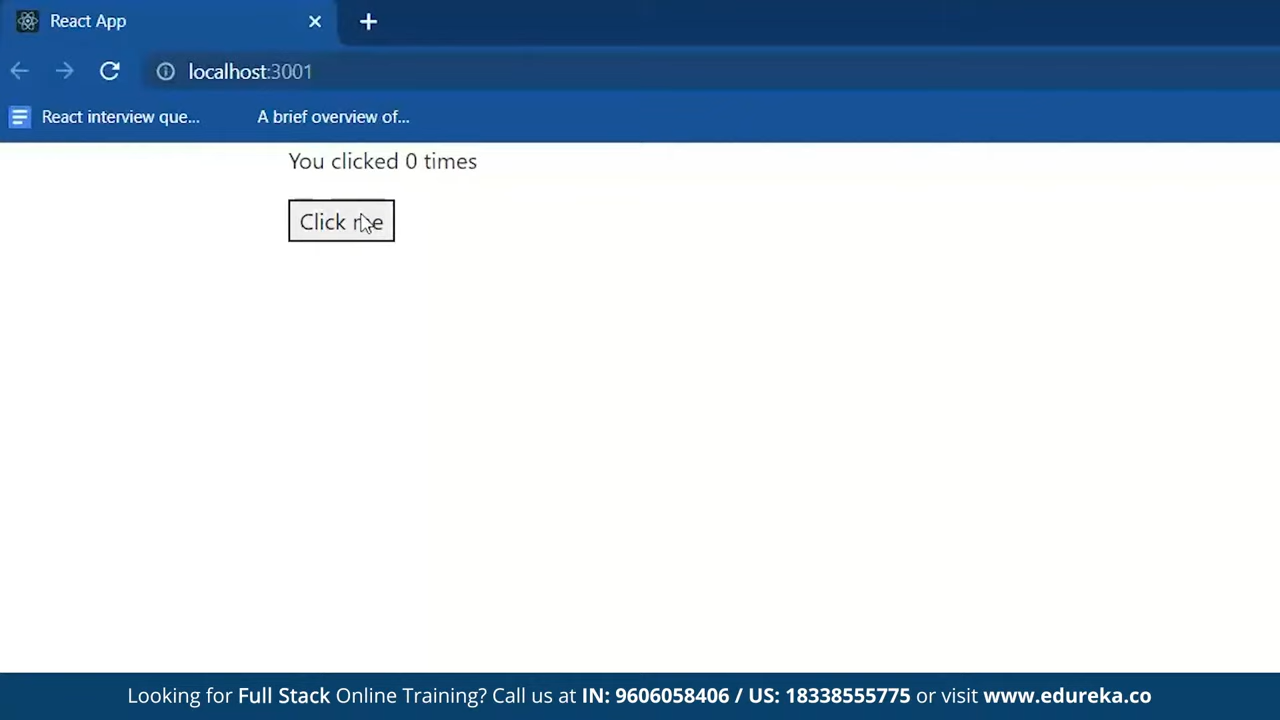 React App
localhost:3001
React interview que... A brief overview of...
You clicked 0 times
Click me
Looking for Full Stack Online Training? Call us at IN: 9606058406 / US: 18338555775 or visit www.edureka.co